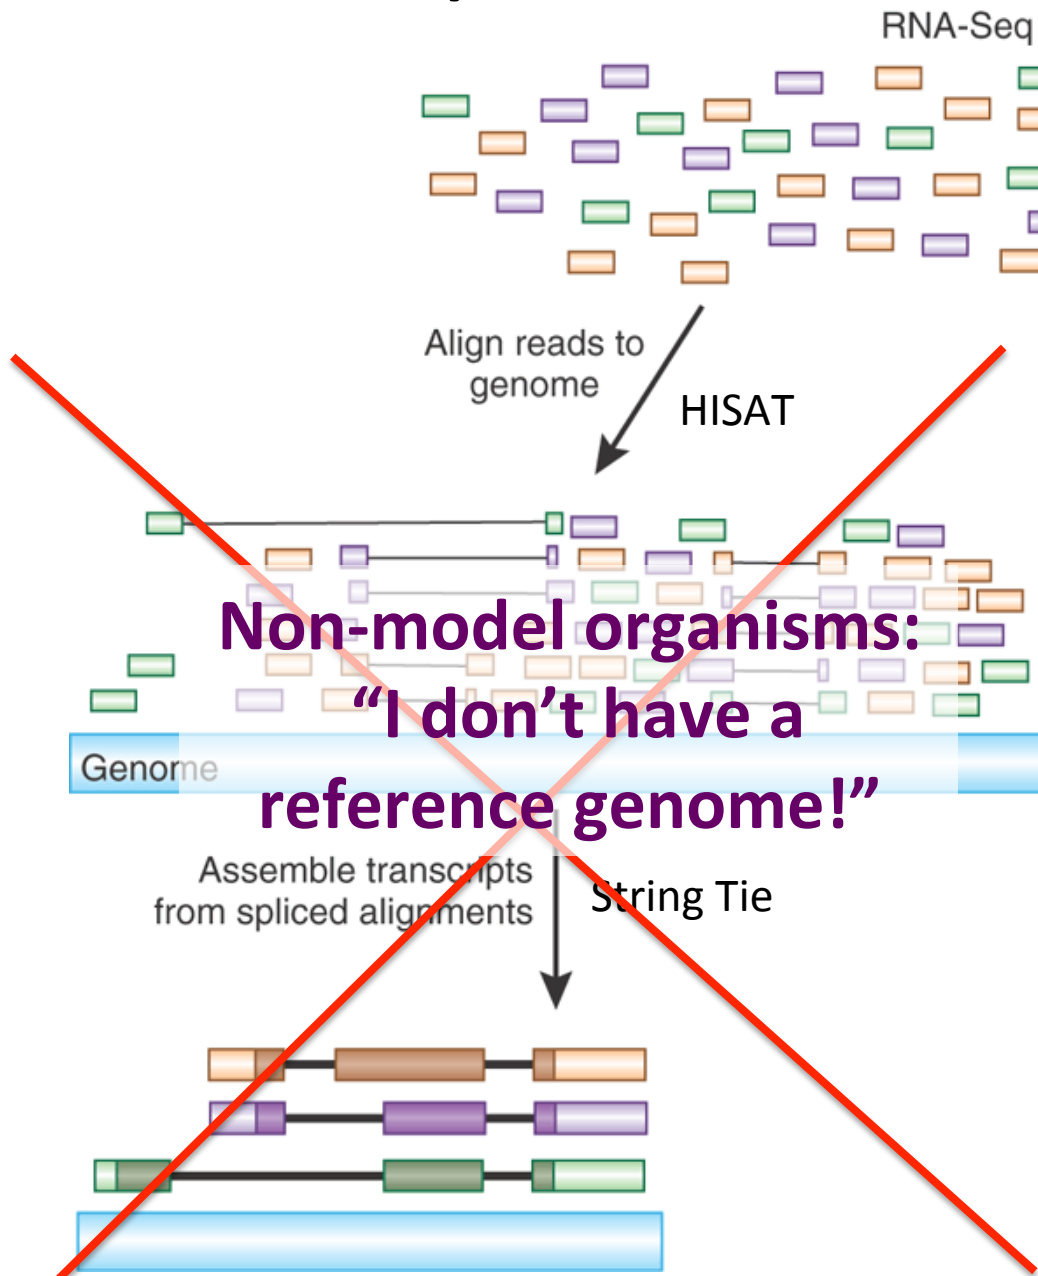 RNA-Seq
Align reads to
genome
HISAT
Non-model organisms:
“I don’t have a
reference genome!”
Genome
Assemble transcripts
from spliced alignments
String Tie